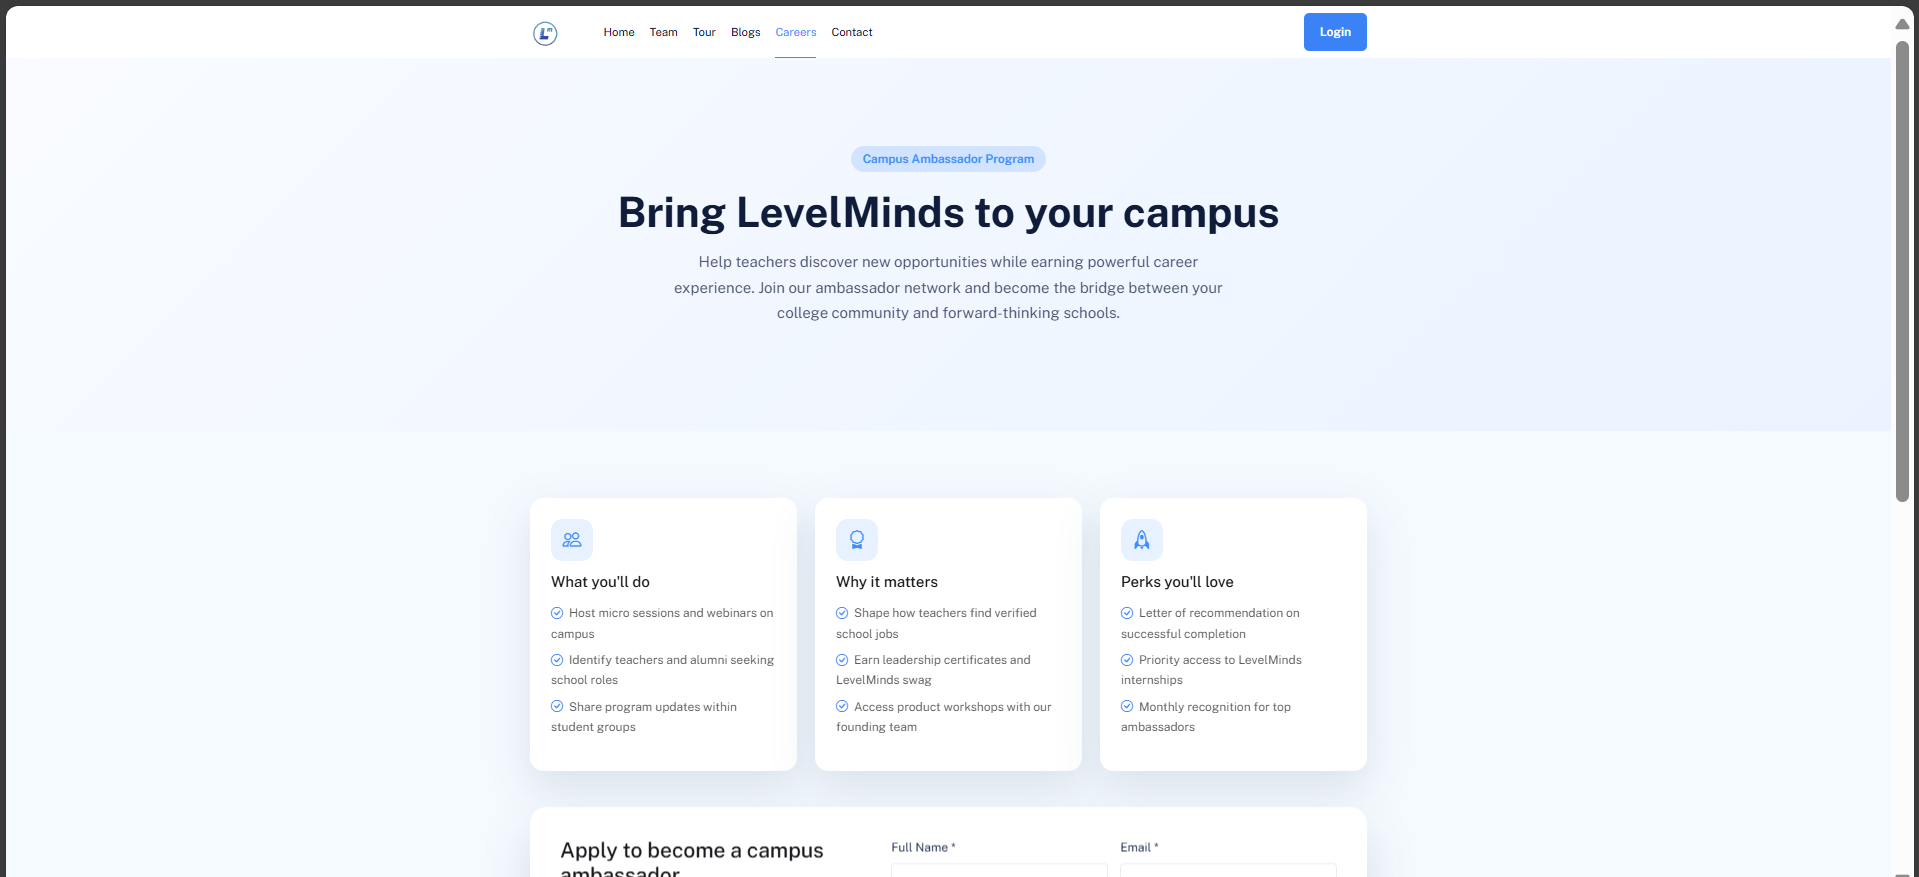 Lm
Home Team Tour Blogs Careers Contact Login
Campus Ambassador Program
Bring LevelMinds to your campus
Help teachers discover new opportunities while earning powerful career
experience. Join our ambassador network and become the bridge between your
college community and forward-thinking schools.
What you'll do
Host micro sessions and webinars on
campus
Identify teachers and alumni seeking
school roles
Share program updates within
student groups
Why it matters
Shape how teachers find verified
school jobs
Earn leadership certificates and
LevelMinds swag
Access product workshops with our
founding team
Perks you'll love
Letter of recommendation on
successful completion
Priority access to LevelMinds
internships
Monthly recognition for top
ambassadors
Apply to become a campus
ambassador
Full Name *
Email *